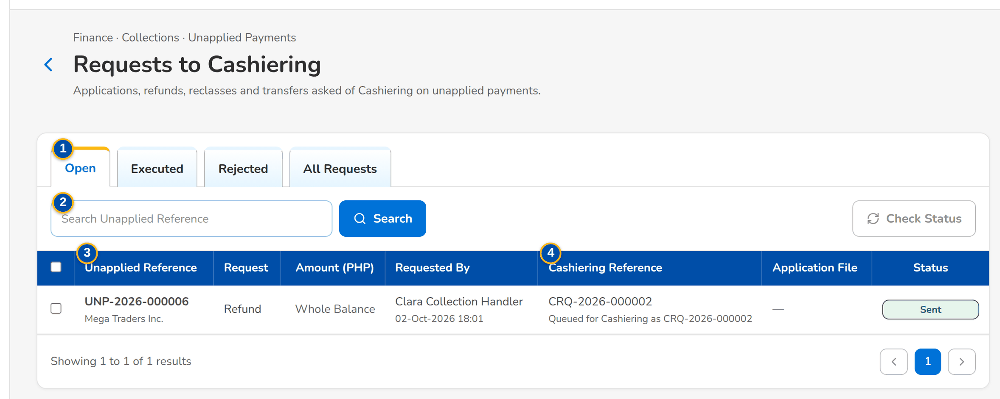 Finance · Collections · Unapplied Payments
Requests to Cashiering
Applications, refunds, reclasses and transfers asked of Cashiering on unapplied payments.
1
Open Executed Rejected All Requests
2
Search Unapplied Reference Search Check Status
3 4
Unapplied Reference Request Amount (PHP) Requested By Cashiering Reference Application File Status
UNP-2026-000006 Refund Whole Balance Clara Collection Handler CRQ-2026-000002 — Sent
Mega Traders Inc. 02-Oct-2026 18:01 Queued for Cashiering as CRQ-2026-000002
Showing 1 to 1 of 1 results 1